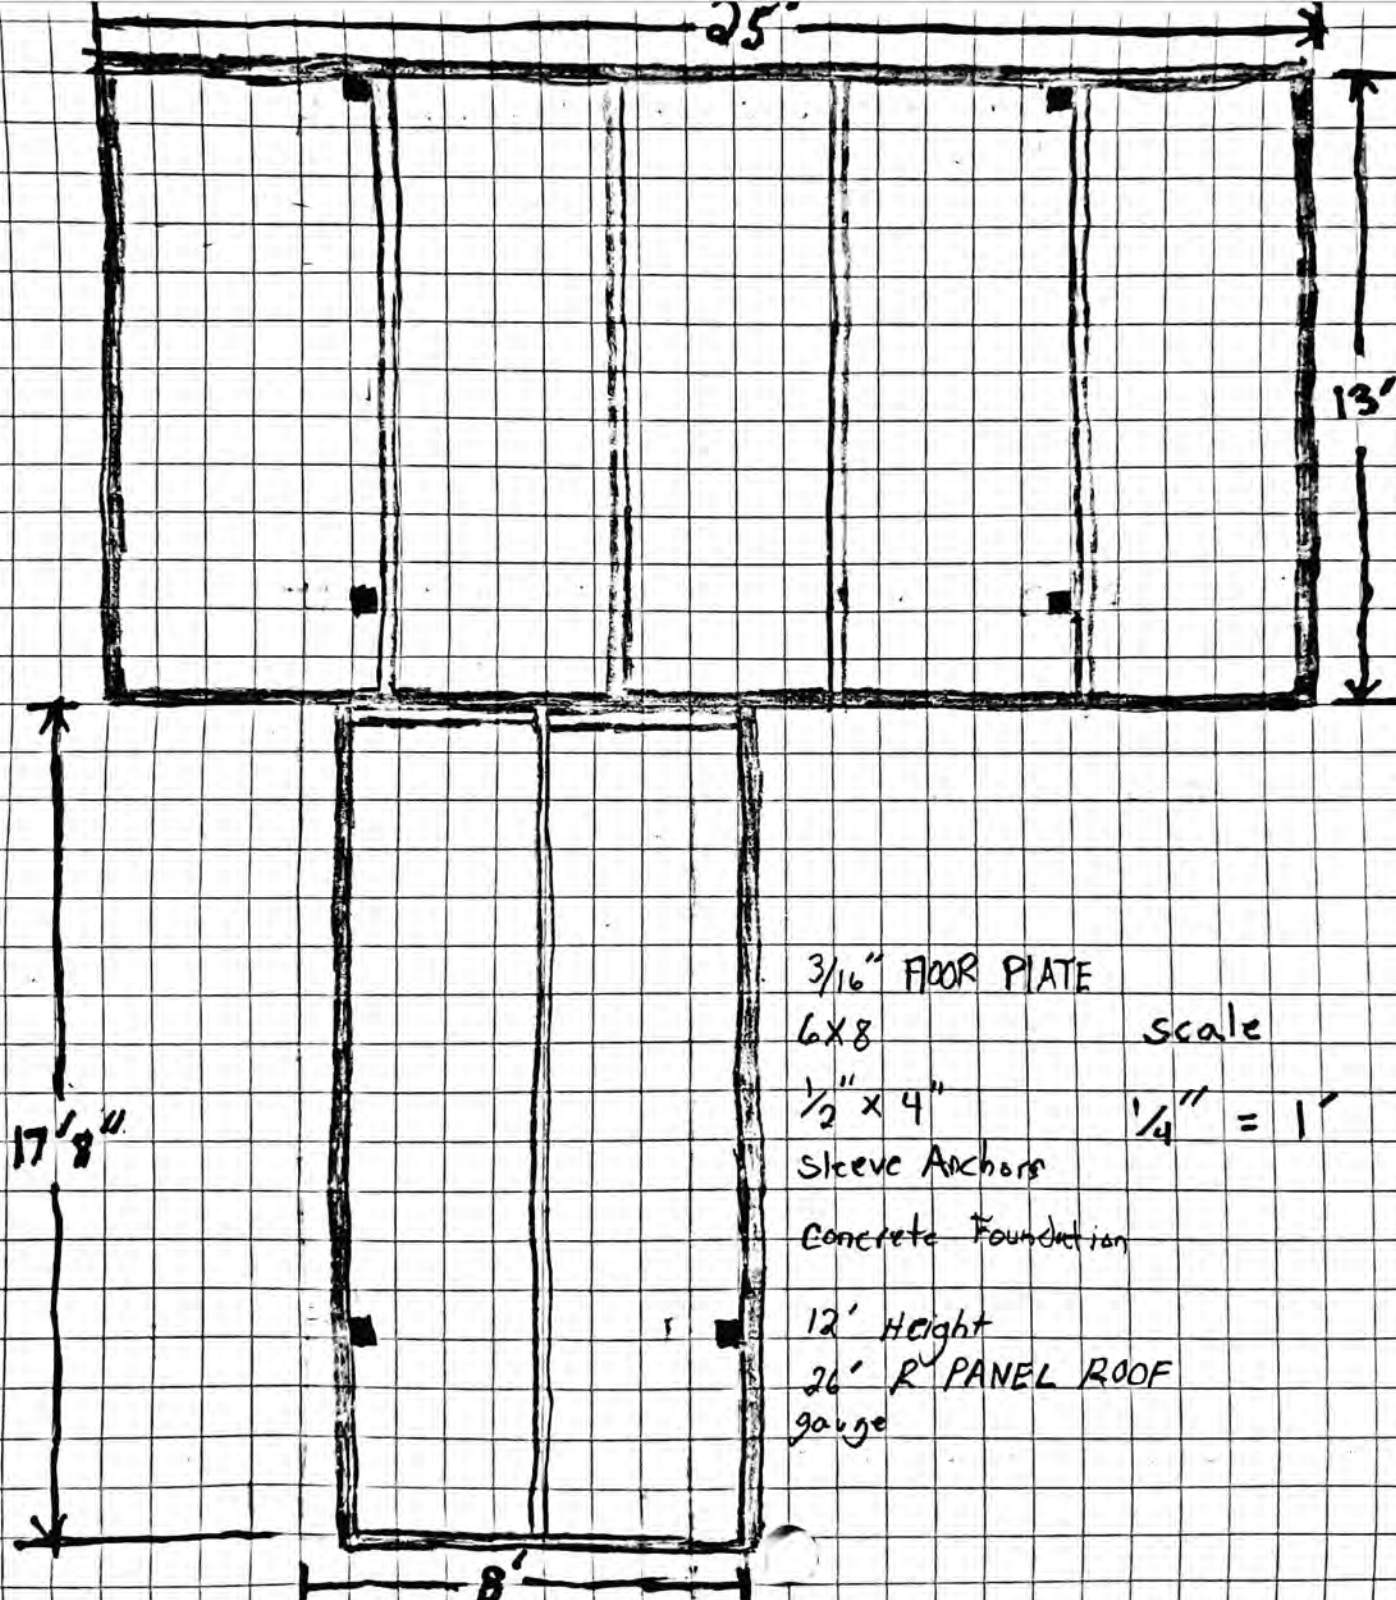 25'
13'
17'8"
3/16" FLOOR PLATE
6X8
scale
1/2" x 4"
1/4" = 1'
Sleeve Anchors
Concrete Foundation
12' Height
26' R PANEL ROOF
gauge
8'